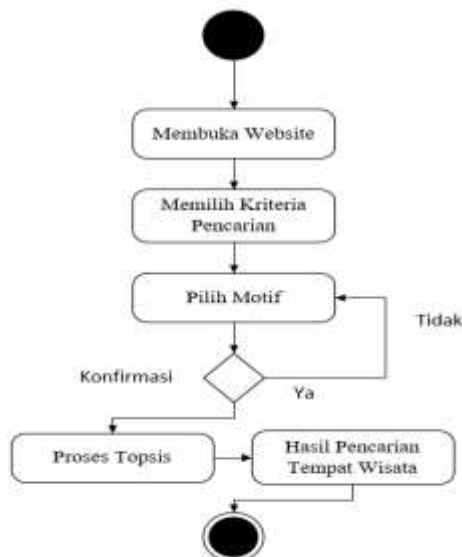 Membuka Website
Memilih Kriteria
Pencarian
Pilih Motif
Tidak
Konfirmasi
Ya
Proses Topsis
Hasil Pencarian
Tempat Wisata